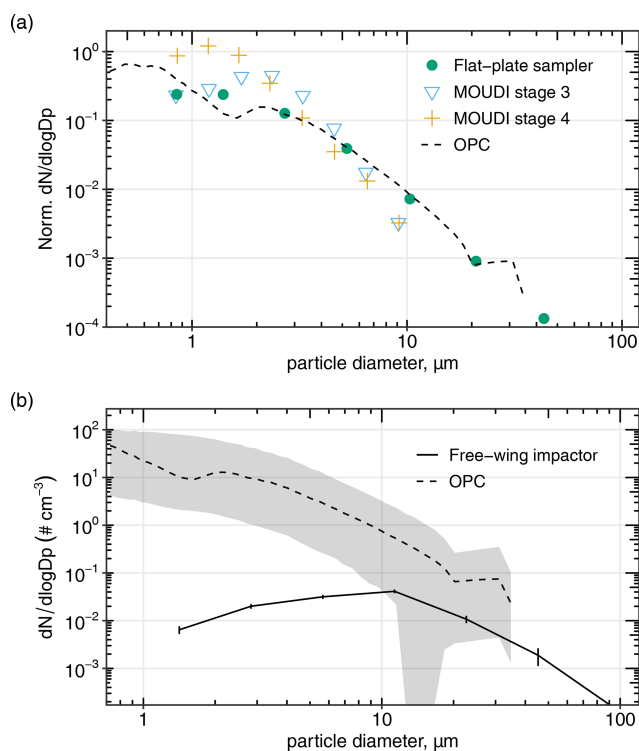 (a)
10⁰
10⁻¹
10⁻²
10⁻³
10⁻⁴
Norm. dN/dlogDp
Flat−plate sampler
MOUDI stage 3
MOUDI stage 4
OPC
1
10
100
particle diameter, µm
(b)
10²
10¹
10⁰
10⁻¹
10⁻²
10⁻³
dN/dlogDp (# cm⁻³)
Free−wing impactor
OPC
1
10
100
particle diameter, µm